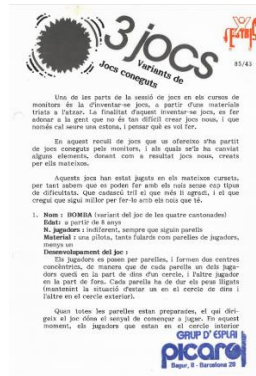 3 jocs
variants de
jocs coneguts
85/43
Una de les parts de la sessió de jocs en els cursos de
monitors és la d'inventar-se jocs, a partir d'una materials
triats a l'atzar. La finalitat d'aquest inventar-se jocs, es fer
adonar a la gent que no és tan difícil crear jocs nous, i que
només cal seure una estona, i pensar què es vol fer.
En aquest recull de jocs que us ofereixo s'ha partit
de jocs coneguts pels monitors, i els quals se'ls ha canviat
alguns elements, donant com a resultat jocs nous, creats
per ells mateixos.
Aquests jocs han estat jugats en els mateixos cursets,
per tant sabem que es poden fer amb els nois sense cap tipus
de dificultats. Que cadascú trii el que més li agradi, i el que
cregui que sigui millor per fer-lo amb els nois que té.
1. Nom : BOMBA (variant del joc de les quatre cantonades)
Edat: a partir de 8 anys
N. jugadors : indiferent, sempre que siguin parells
Material : una pilota, tants fulards com parelles de jugadors,
menys un
Desenvolupament del joc :
Els jugadors es posen per parelles, i formen dos centres
concèntrics, de manera que de cada parella un dels juga-
dors quedi en la part de dins d'un cercle, i l'altre jugador
en la part de fora. Cada parella ha de dur els peus lligats
(mantenint la situació d'estar us en el cercle de dins i
l'altre en el cercle exterior).
Quan totes les parelles estan preparades, el qui diri-
geix el joc dóna el senyal de començar a jugar. En aquest
moment, els jugadors que estan en el cercle interior
GRUP D' ESPLAI
picarol
Bagur, 8 - Barcelona 28